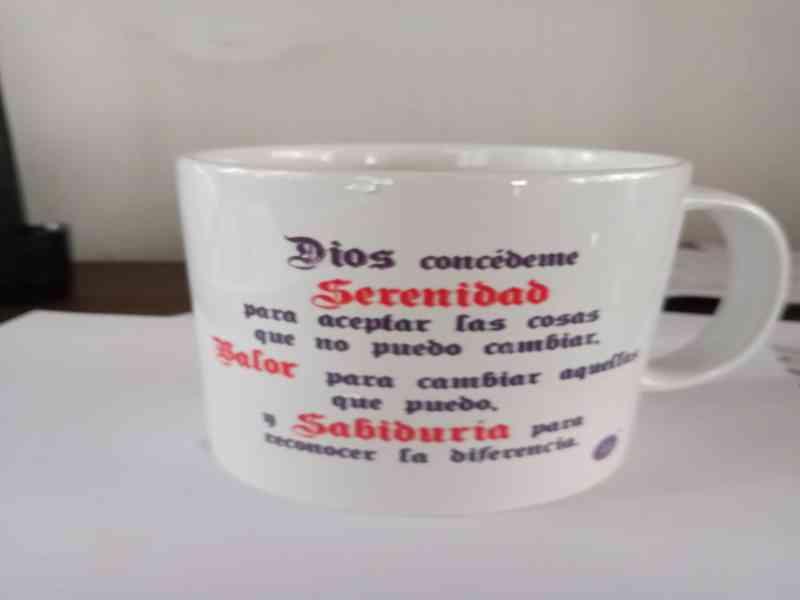 Dios concédeme
Serenidad
para aceptar las cosas
que no puedo cambiar,
Valor para cambiar aquellas
que puedo,
y Sabiduria para
reconocer la diferencia.